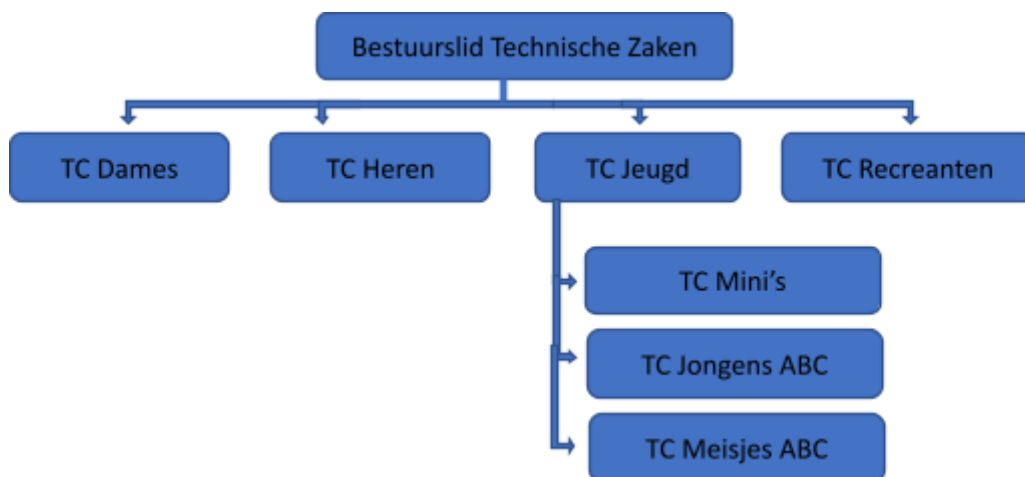 Bestuurslid Technische Zaken
TC Dames
TC Heren
TC Jeugd
TC Recreanten
TC Mini’s
TC Jongens ABC
TC Meisjes ABC